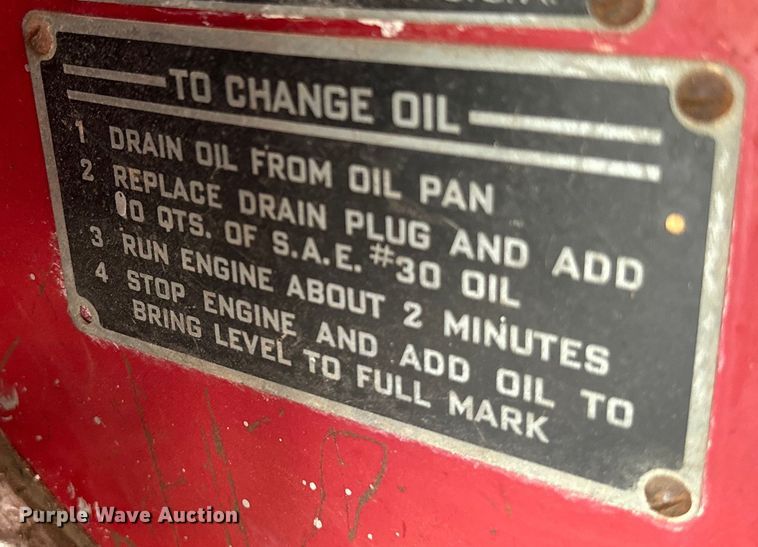 TO CHANGE OIL
1 DRAIN OIL FROM OIL PAN
2 REPLACE DRAIN PLUG AND ADD
10 QTS. OF S.A.E. #30 OIL
3 RUN ENGINE ABOUT 2 MINUTES
4 STOP ENGINE AND ADD OIL TO
BRING LEVEL TO FULL MARK
Purple Wave Auction